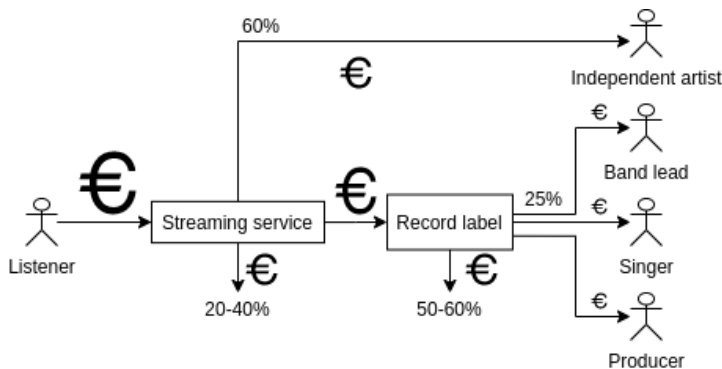 60%
€
Independent artist
€
Band lead
€
€
25%
€
Listener
Streaming service
Record label
Singer
€
20-40%
€
50-60%
€
Producer